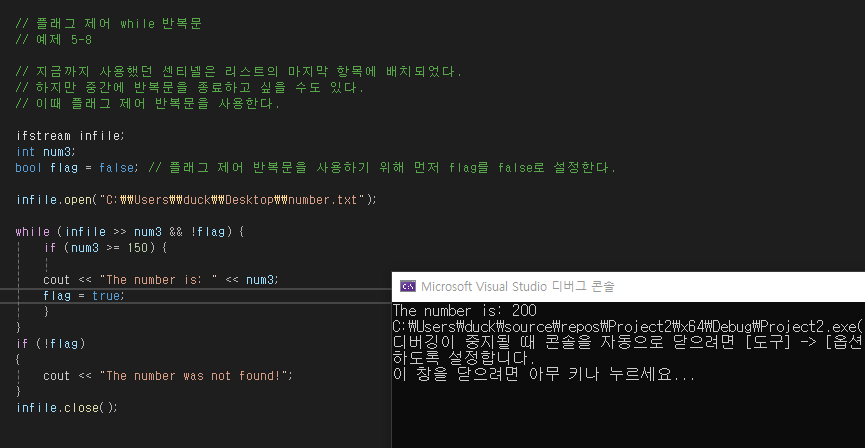 // 플래그 제어 while 반복문
// 예제 5-8
// 지금까지 사용했던 센티넬은 리스트의 마지막 항목에 배치되었다.
// 하지만 중간에 반복문을 종료하고 싶을 수도 있다.
// 이때 플래그 제어 반복문을 사용한다.
ifstream infile;
int num3;
bool flag = false; // 플래그 제어 반복문을 사용하기 위해 먼저 flag를 false로 설정한다.
infile.open("C:₩₩Users₩₩duck₩₩Desktop₩₩number.txt");
while (infile >> num3 && !flag) {
if (num3 >= 150) {
cout << "The number is: " << num3;
flag = true;
}
}
if (!flag)
{
cout << "The number was not found!";
}
infile.close();
Microsoft Visual Studio 디버그 콘솔
The number is: 200
C:₩Users₩duck₩source₩repos₩Project2₩x64₩Debug₩Project2.exe(
디버깅이 중지될 때 콘솔을 자동으로 닫으려면 [도구] -> [옵션
하도록 설정합니다.
이 창을 닫으려면 아무 키나 누르세요...